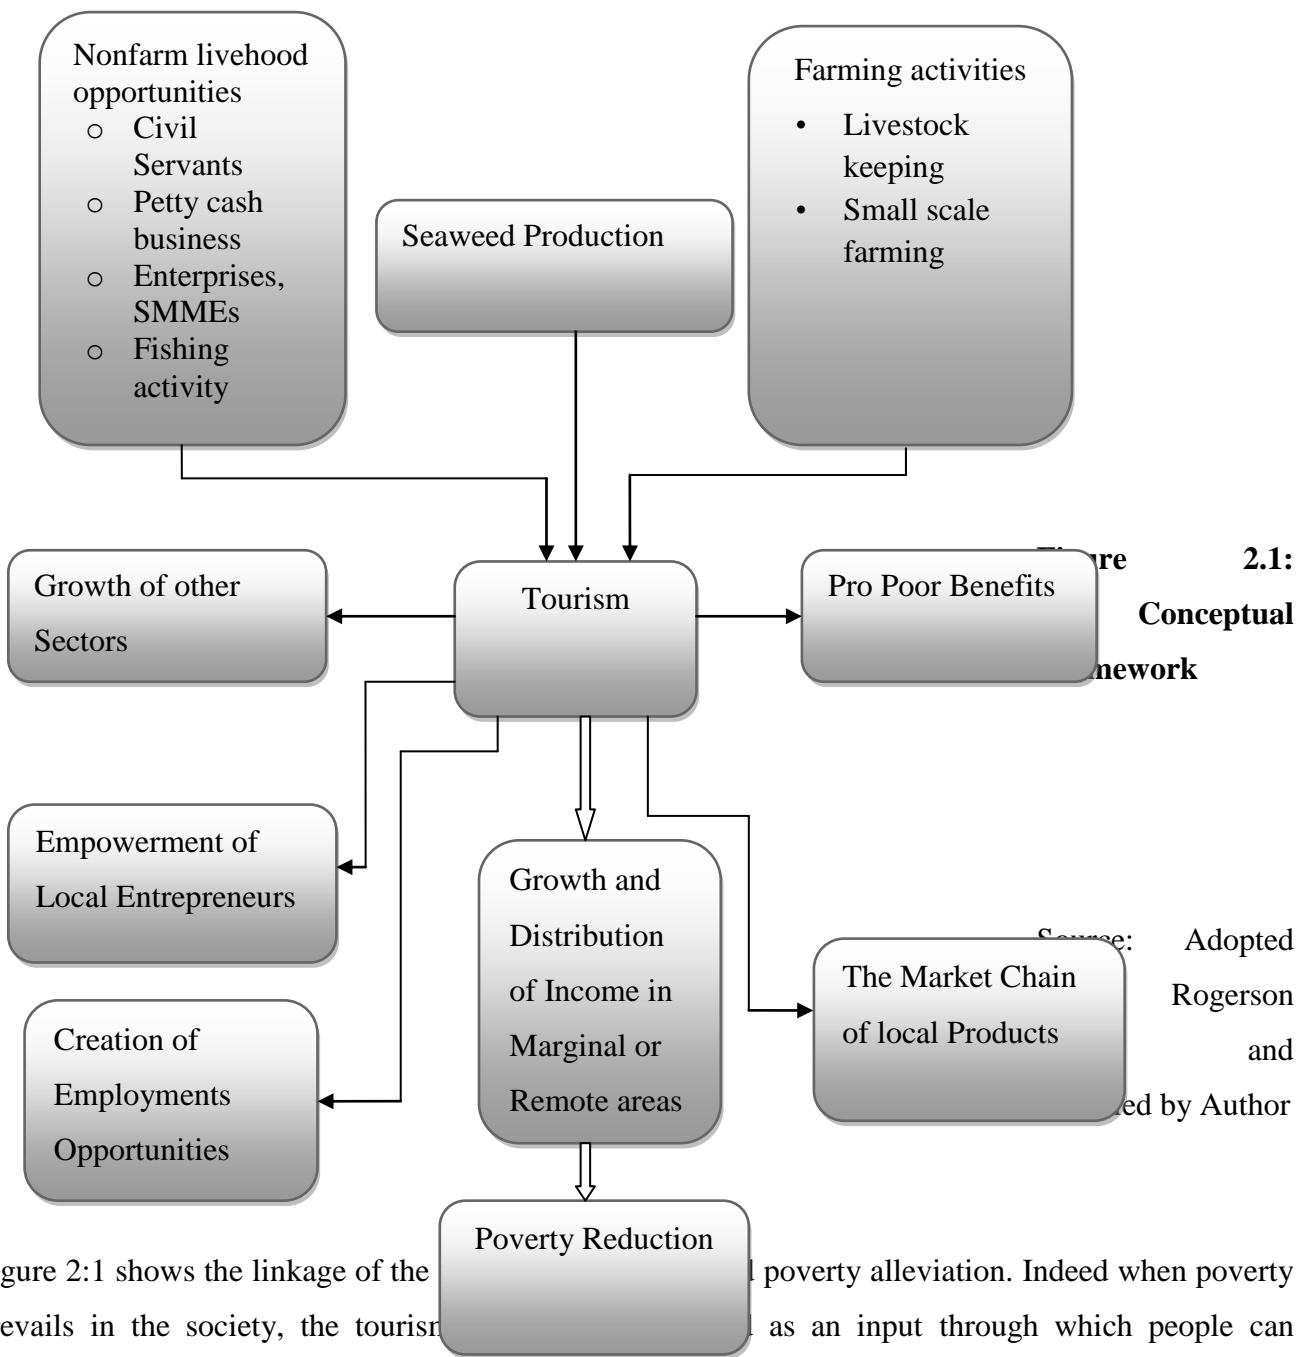 Nonfarm livehood
opportunities
o Civil
Servants
o Petty cash
business
o Enterprises,
SMMEs
o Fishing
activity
Seaweed Production
Farming activities
• Livestock
keeping
• Small scale
farming
Growth of other
Sectors
Tourism
Pro Poor Benefits
2.1:
Conceptual
mework
Empowerment of
Local Entrepreneurs
Growth and
Distribution
of Income in
Marginal or
Remote areas
The Market Chain
of local Products
Adopted
Rogerson
and
ed by Author
Creation of
Employments
Opportunities
Poverty Reduction
gure 2:1 shows the linkage of the poverty alleviation. Indeed when poverty
evails in the society, the tourism as an input through which people can